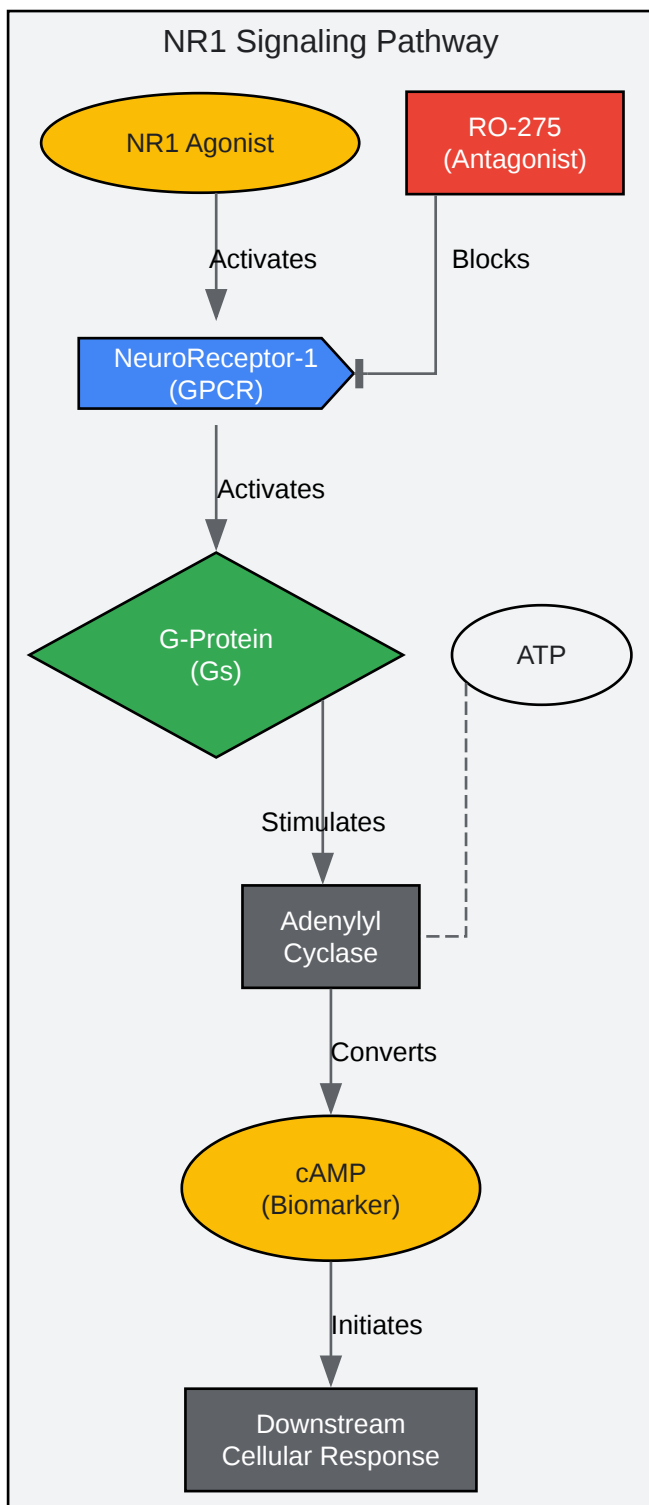 NR1 Signaling Pathway
NR1 Agonist
RO-275
(Antagonist)
Activates
Blocks
NeuroReceptor-1
(GPCR)
Activates
G-Protein
(Gs)
ATP
Stimulates
Adenylyl
Cyclase
Converts
cAMP
(Biomarker)
Initiates
Downstream
Cellular Response